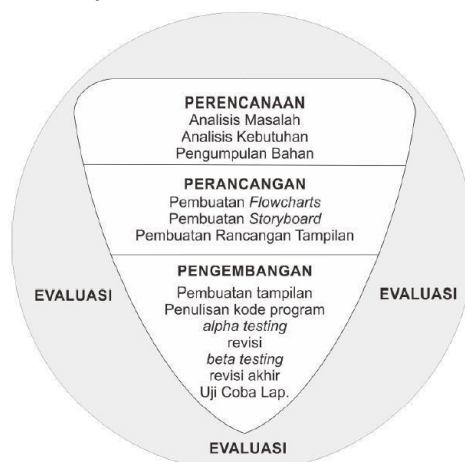 PERENCANAAN
Analisis Masalah
Analisis Kebutuhan
Pengumpulan Bahan
PERANCANGAN
Pembuatan Flowcharts
Pembuatan Storyboard
Pembuatan Rancangan Tampilan
PENGEMBANGAN
Pembuatan tampilan
Penulisan kode program
alpha testing
revisi
beta testing
revisi akhir
Uji Coba Lap.
EVALUASI
EVALUASI
EVALUASI